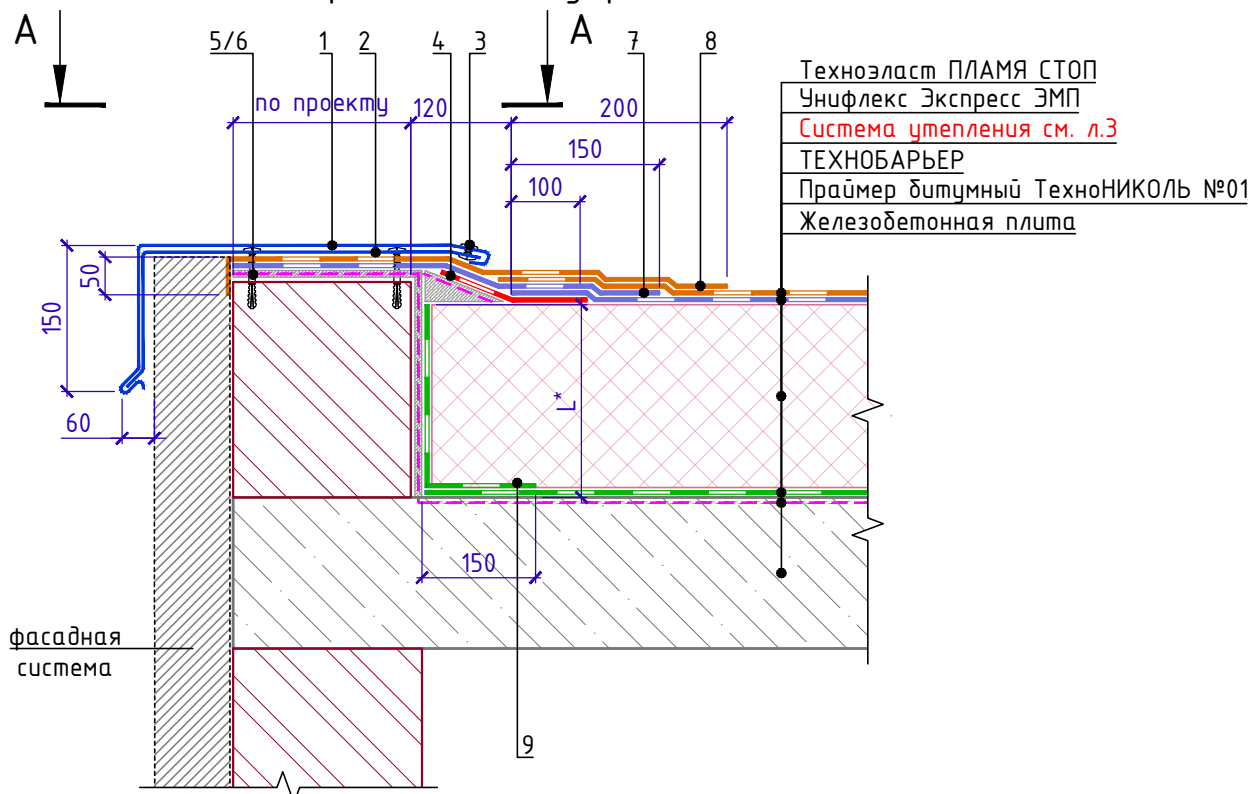 А
А
5/6
1
2
4
3
7
8
Техноэласт ПЛАМЯ СТОП
Унифлекс Экспресс ЭМП
Система утепления см. л.3
ТЕХНОБАРЬЕР
Праймер битумный ТехноНИКОЛЬ №01
Железобетонная плита
по проекту
120
200
150
100
50
150
60
L*
150
фасадная
система
9